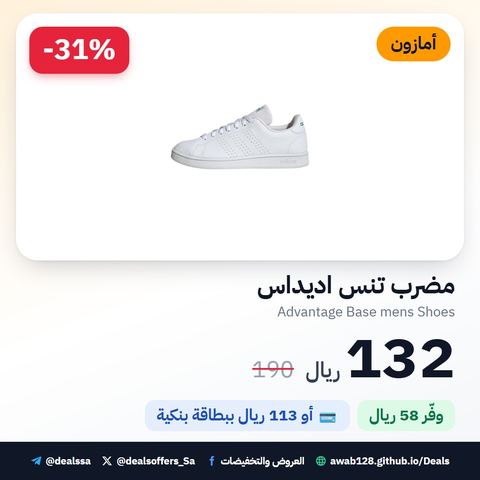 -31%
أمازون
مضرب تنس اديداس
Advantage Base mens Shoes
132 ريال 190
وفّر 58 ريال
💳 أو 113 ريال ببطاقة بنكية
@dealssa @dealsoffers_Sa العروض والتخفيضات awab128.github.io/Deals